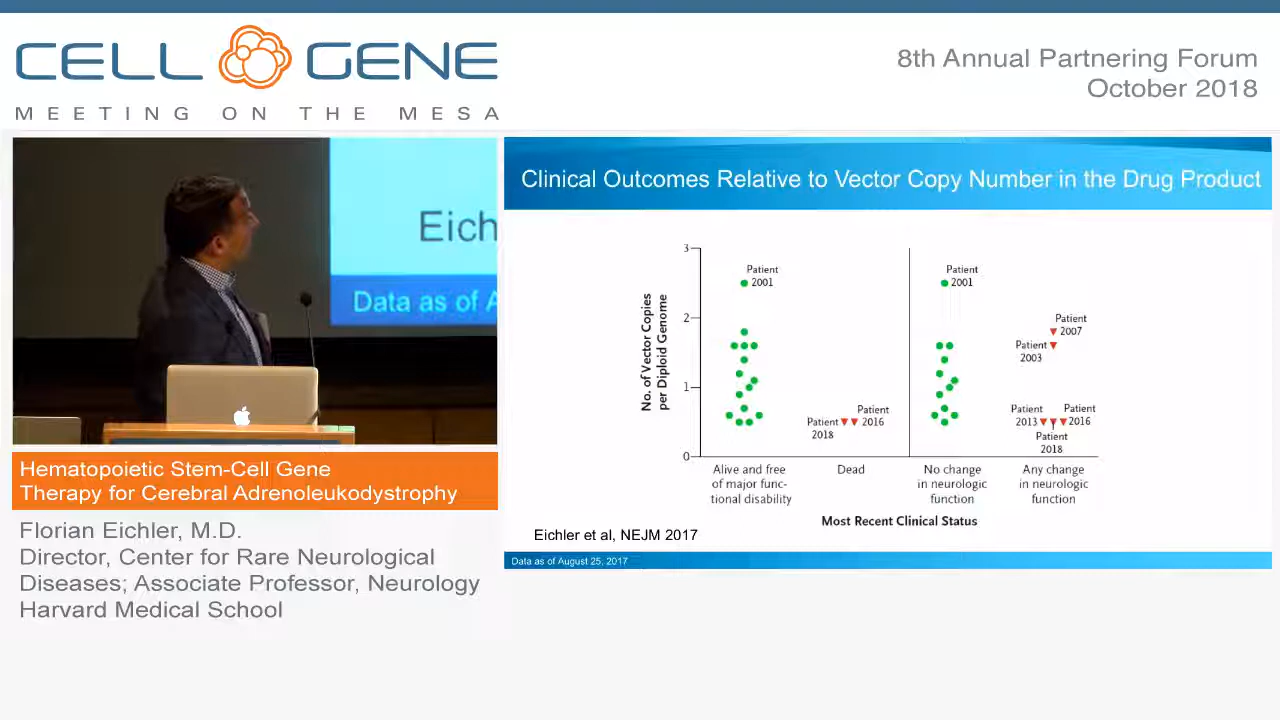 CELL GENE
MEETING ON THE MESA
8th Annual Partnering Forum
October 2018
Eich
Data as of A
Hematopoietic Stem-Cell Gene
Therapy for Cerebral Adrenoleukodystrophy
Florian Eichler, M.D.
Director, Center for Rare Neurological
Diseases; Associate Professor, Neurology
Harvard Medical School
Clinical Outcomes Relative to Vector Copy Number in the Drug Product
No. of Vector Copies
per Diploid Genome
3
2
1
0
Patient
2001
Patient
2018
Patient
2016
Patient
2001
Patient
2007
Patient
2003
Patient
2013
Patient
2016
Patient
2018
Alive and free
of major func-
tional disability
Dead
No change
in neurologic
function
Any change
in neurologic
function
Most Recent Clinical Status
Eichler et al, NEJM 2017
Data as of August 25, 2017